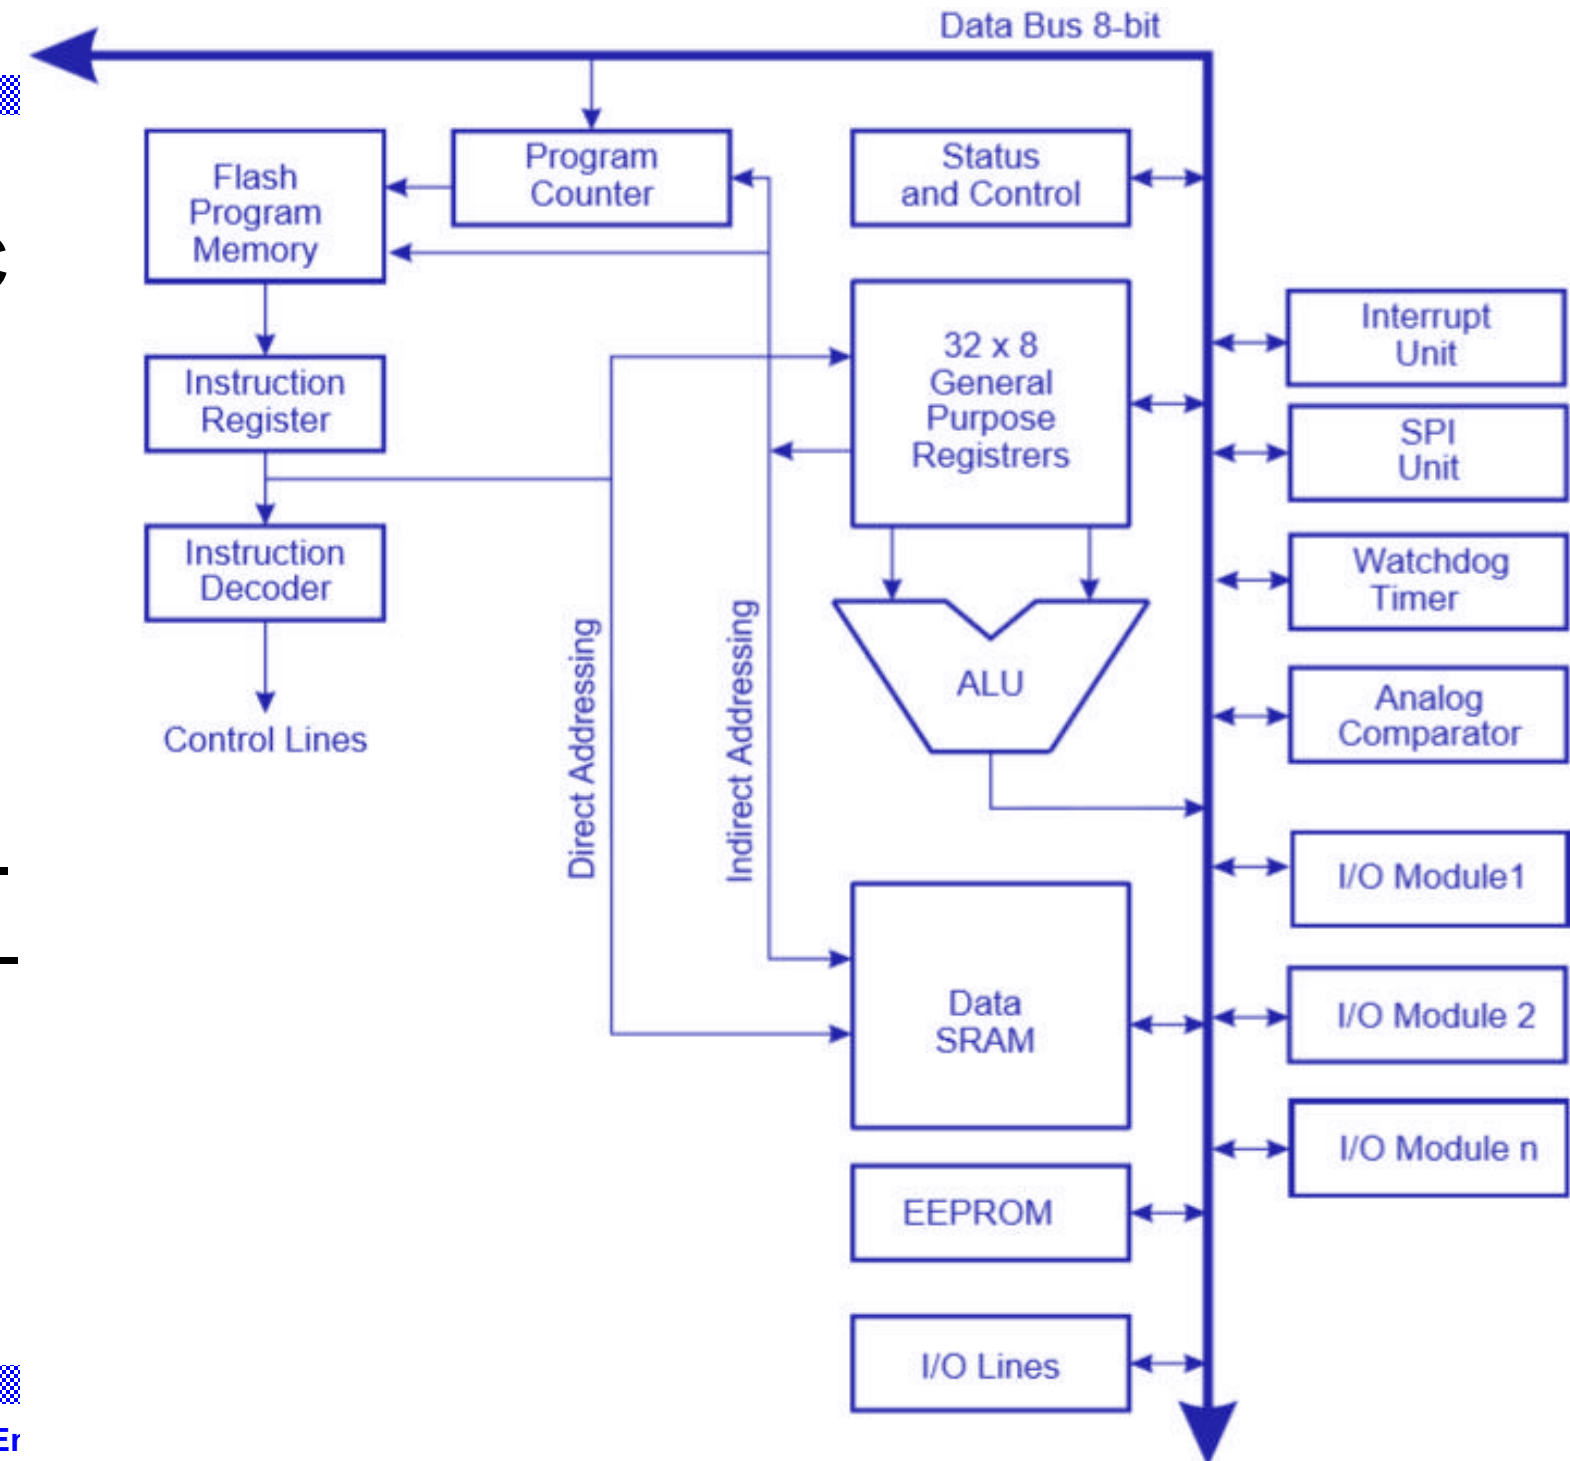 Data Bus 8-bit
Flash
Program
Memory
Program
Counter
Status
and Control
32 x 8
General
Purpose
Registrers
Interrupt
Unit
Instruction
Register
SPI
Unit
Instruction
Decoder
Watchdog
Timer
Control Lines
Direct Addressing
Indirect Addressing
ALU
Analog
Comparator
I/O Module1
Data
SRAM
I/O Module 2
I/O Module n
EEPROM
I/O Lines